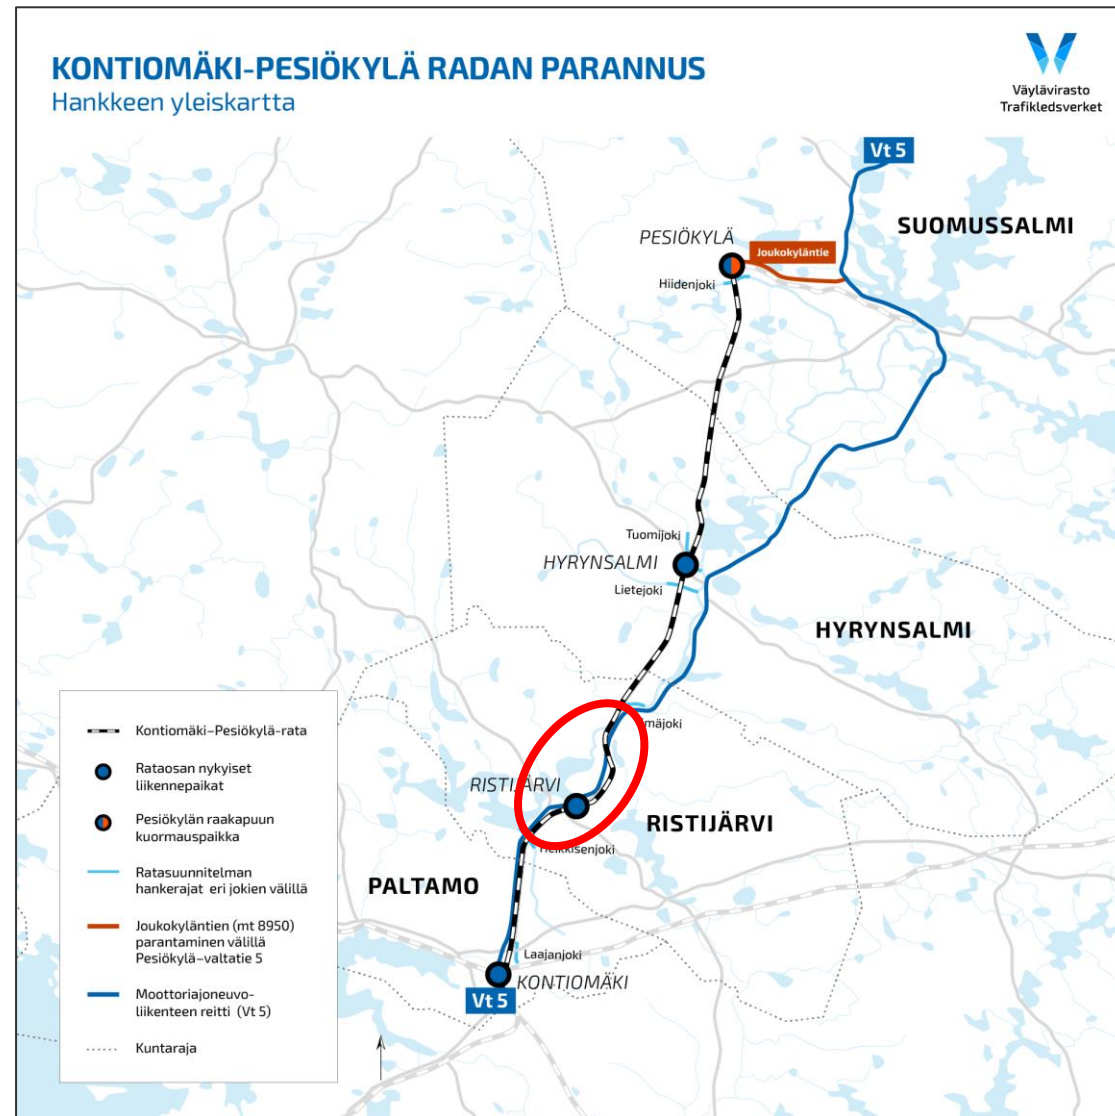 KONTIOMÄKI-PESIÖKYLÄ RADAN PARANNUS
Hankkeen yleiskartta
Väylävirasto
Trafikledsverket
Vt 5
SUOMUSSALMI
PESIÖKYLÄ
Joukokyläntie
Hiidenjoki
Tuomijoki
HYRYNSALMI
Lietejoki
HYRYNSALMI
mäjoki
RISTIJÄRVI
RISTIJÄRVI
PALTAMO
Laajanjoki
KONTIOMÄKI
Vt 5
Kontiomäki–Pesiökylä-rata
Rataosan nykyiset
liikennepaikat
Pesiökylän raakapuun
kuormauspaikka
Ratasuunnitelman
hankerajat eri jokien välillä
Joukokyläntien (mt 8950)
parantaminen välillä
Pesiökylä–valtatie 5
Moottoriajoneuvo-
liikenteen reitti (Vt 5)
Kuntaraja